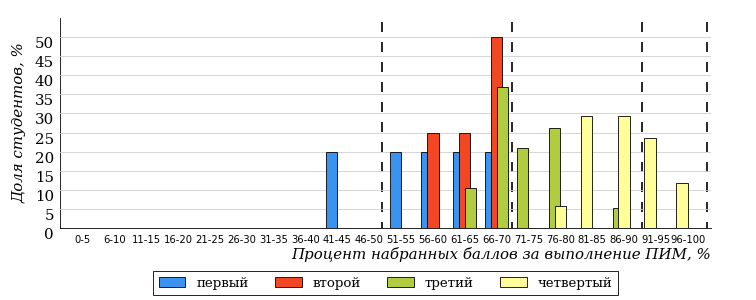 Доля студентов, %
50
45
40
35
30
25
20
15
10
5
0
0-5 6-10 11-15 16-20 21-25 26-30 31-35 36-40 41-45 46-50 51-55 56-60 61-65 66-70 71-75 76-80 81-85 86-90 91-95 96-100
Процент набранных баллов за выполнение ПИМ, %
первый второй третий четвертый